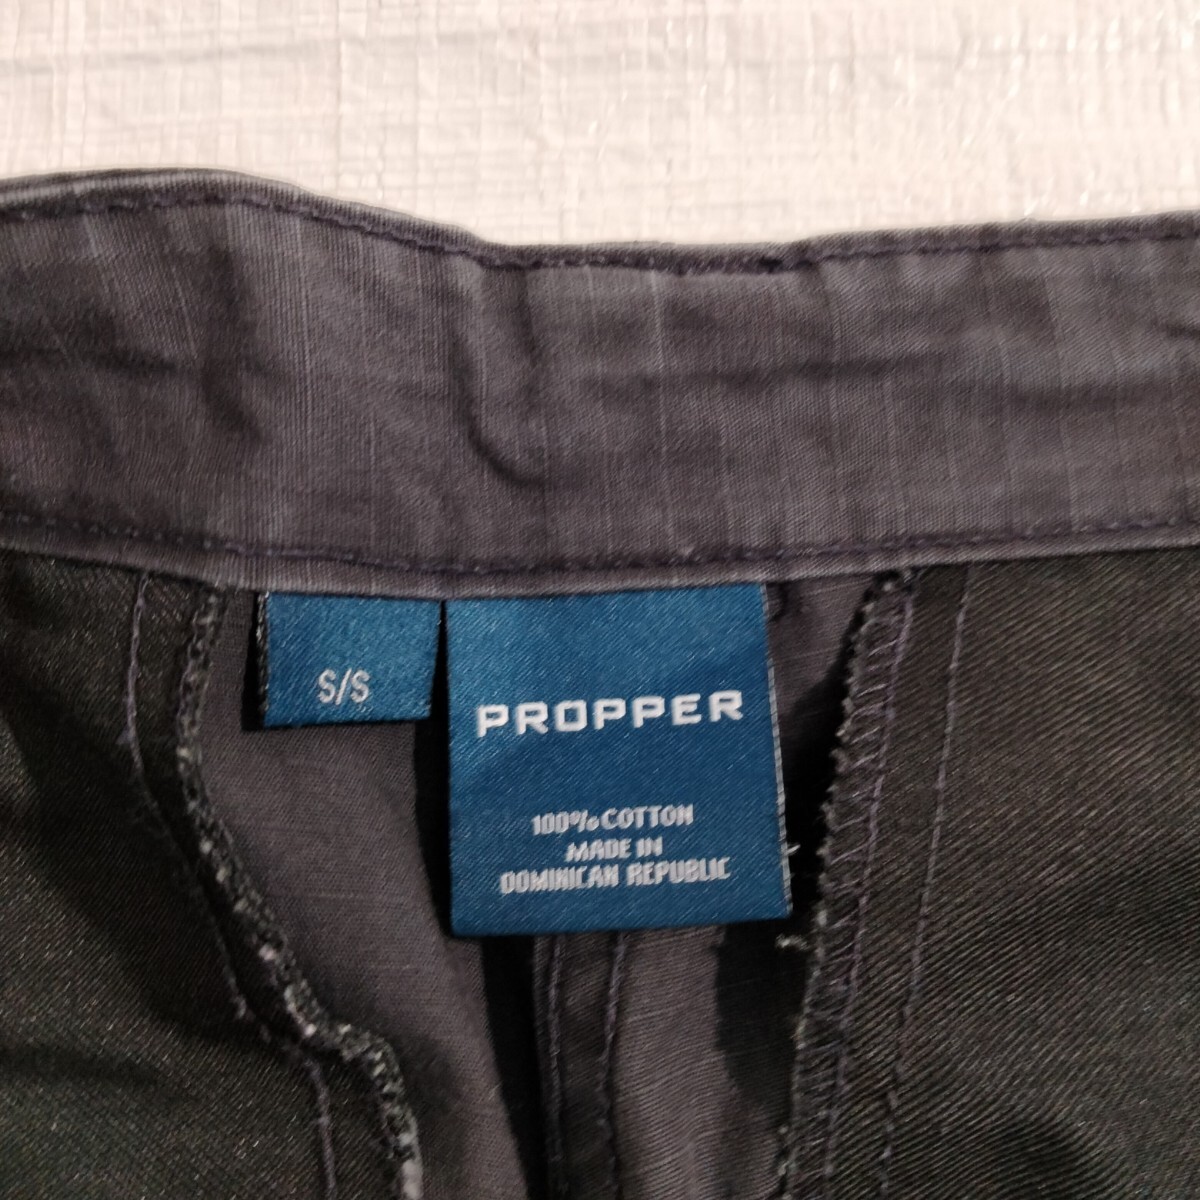 S/S
PROPPER
100% COTTON
MADE IN
DOMINICAN REPUBLIC